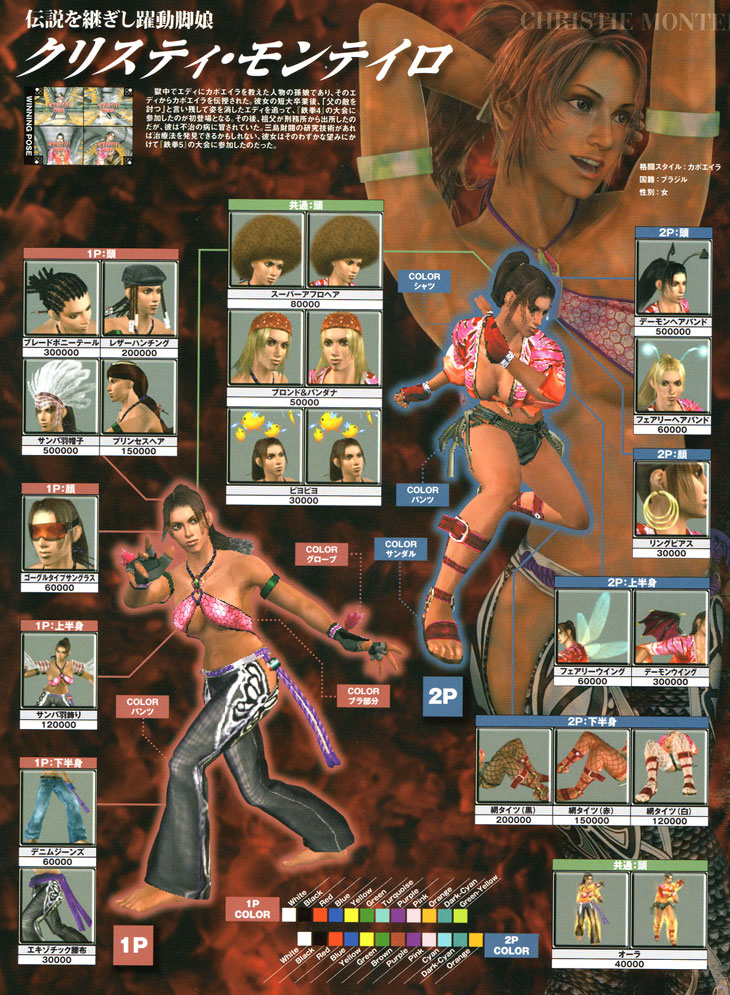 伝説を継ぎし躍動脚娘
CHRISTIE MONTE
クリスティ・モンテイロ
WINNING POSE
獄中でエディにカポエイラを教えた人物の孫娘であり、そのエ
ディからカポエイラを伝授された。彼女の短大卒業後、「父の敵を
討つ」と言い残して姿を消したエディを追って、『鉄拳4』の大会に
参加したのが初登場となる。その後、祖父が刑務所から出所したの
だが、彼は不治の病に冒されていた。三島財閥の研究技術があれ
ば治療法を発見できるかもしれない、彼女はそのわずかな望みにか
けて『鉄拳5』の大会に参加したのだった。
格闘スタイル：カポエイラ
国籍：ブラジル
性別：女
共通：頭
スーパーアフロヘア
80000
ブロンド&バンダナ
50000
ピヨピヨ
30000
1P：頭
ブレードポニーテール
300000
レザーハンチング
200000
サンバ羽帽子
500000
プリンセスヘア
150000
1P：顔
ゴーグルタイプサングラス
60000
1P：上半身
サンバ羽飾り
120000
1P：下半身
デニムジーンズ
60000
エキゾチック腰布
30000
COLOR
シャツ
COLOR
パンツ
COLOR
サンダル
COLOR
グローブ
COLOR
ブラ部分
COLOR
パンツ
2P：頭
デーモンヘアバンド
500000
フェアリーヘアバンド
60000
2P：顔
リングピアス
30000
2P：上半身
フェアリーウイング
60000
デーモンウイング
300000
2P
2P：下半身
網タイツ(黒)
200000
網タイツ(赤)
150000
網タイツ(白)
120000
共通：頭
オーラ
40000
1P
1P
COLOR
White
Black
Red
Blue
Yellow
Green
Turquoise
Purple
Pink
Orange
Dark-Cyan
Green-Yellow
White
Black
Red
Blue
Yellow
Green
Brown
Purple
Pink
Cyan
Dark-Cyan
Orange
2P
COLOR